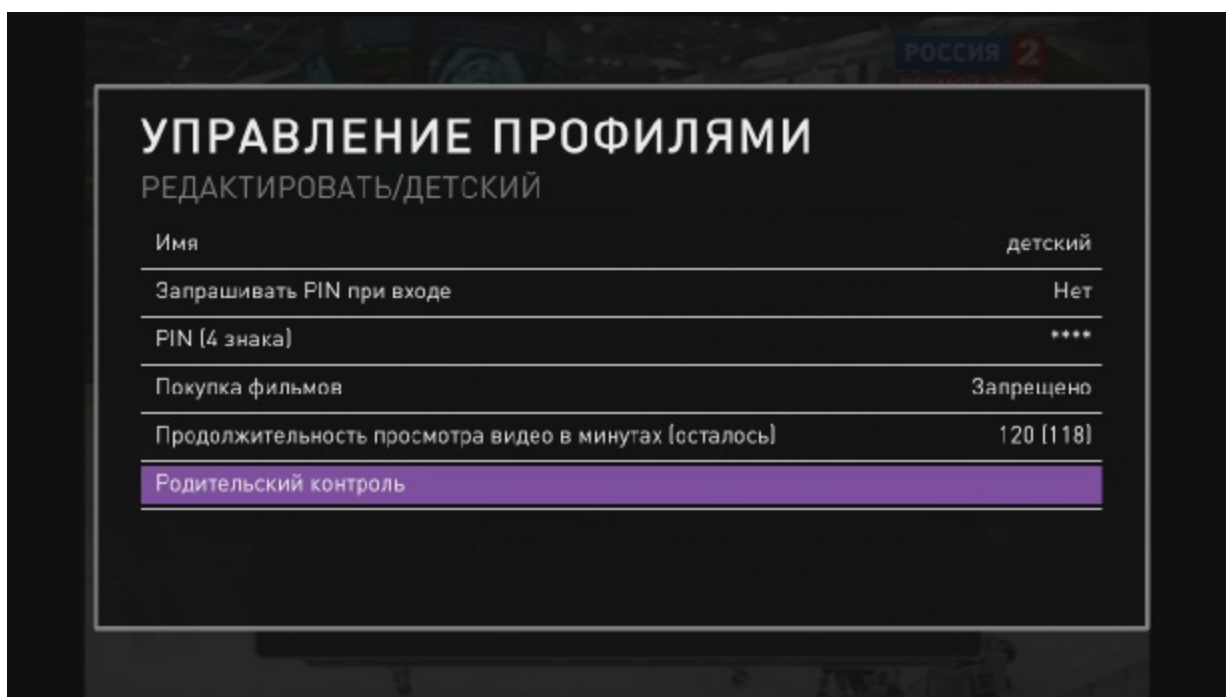 РОССИЯ 2
УПРАВЛЕНИЕ ПРОФИЛЯМИ
РЕДАКТИРОВАТЬ/ДЕТСКИЙ
Имя детский
Запрашивать PIN при входе Нет
PIN (4 знака) ****
Покупка фильмов Запрещено
Продолжительность просмотра видео в минутах (осталось) 120 (118)
Родительский контроль